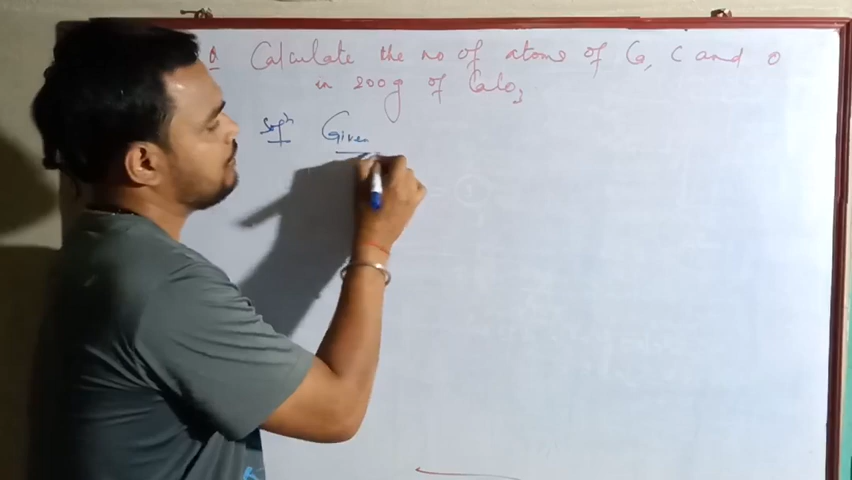 Q Calculate the no of atoms of Ca, C and O
in 200g of CaCO3
Solⁿ Given